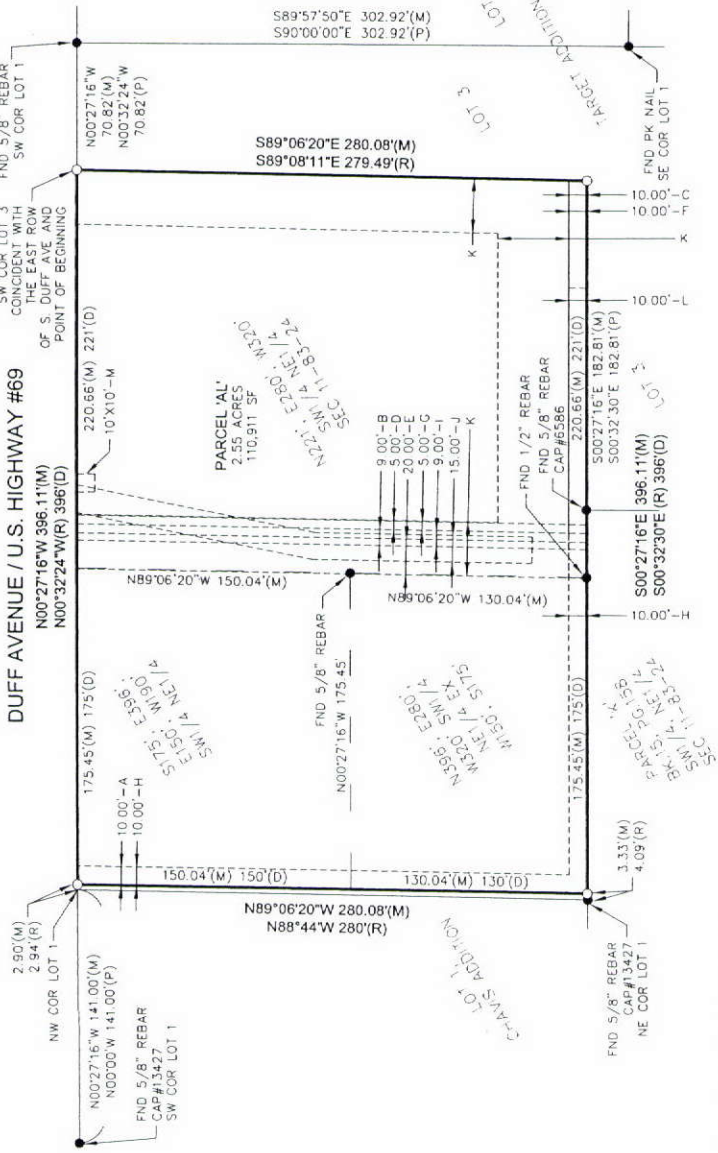 S89°57'50"E 302.92'(M)
S90°00'00"E 302.92'(P)
LOT
TARGET ADDITION
LOT 3
FND 5/8" REBAR
SW COR LOT 1
N00°27'16"W
70.82'(M)
N00°32'24"W
70.82'(P)
FND PK NAIL
SE COR LOT 1
SW COR LOT 3
COINCIDENT WITH
THE EAST ROW
OF S. DUFF AVE AND
POINT OF BEGINNING
S89°06'20"E 280.08'(M)
S89°08'11"E 279.49'(R)
DUFF AVENUE / U.S. HIGHWAY #69
N00°27'16"W 396.11'(M)
N00°32'24"W(R) 396'(D)
220.66'(M) 221'(D)
10'X10'-M
K
10.00'-C
10.00'-F
K
10.00'-L
PARCEL 'AL'
2.55 ACRES
110,911 SF
N221', E280', W320'
SW1/4 NE1/4
SEC 11-83-24
9.00'-B
5.00'-D
20.00'-E
5.00'-G
9.00'-I
15.00'-J
K
220.66'(M) 221'(D)
S00°27'16"E 182.81'(M)
S00°32'30"E 182.81'(P)
LOT 3
FND 1/2" REBAR
FND 5/8" REBAR
CAP#6586
S00°27'16"E 396.11'(M)
S00°32'30"E (R) 396'(D)
N89°06'20"W 150.04'(M)
N89°06'20"W 130.04'(M)
FND 5/8" REBAR
10.00'-H
175.45'(M) 175'(D)
S175', E396'
E150', W190'
SW1/4 NE1/4
N00°27'16"W 175.45'
N396', E280',
W320' SW1/4
NE1/4 EX
W150', S175'
175.45'(M) 175'(D)
PARCEL 'K'
BK.15, PG.158
SW1/4, NE1/4
SEC 11-83-24
10.00'-A
10.00'-H
150.04'(M) 150'(D)
130.04'(M) 130'(D)
N89°06'20"W 280.08'(M)
N88°44'W 280'(R)
2.90'(M)
2.94'(R)
NW COR LOT 1
3.33'(M)
4.09'(R)
FND 5/8" REBAR
CAP#13427
NE COR LOT 1
LOT 1
ADDITION
N00°27'16"W 141.00'(M)
N00°00'W 141.00'(P)
FND 5/8" REBAR
CAP#13427
SW COR LOT 1